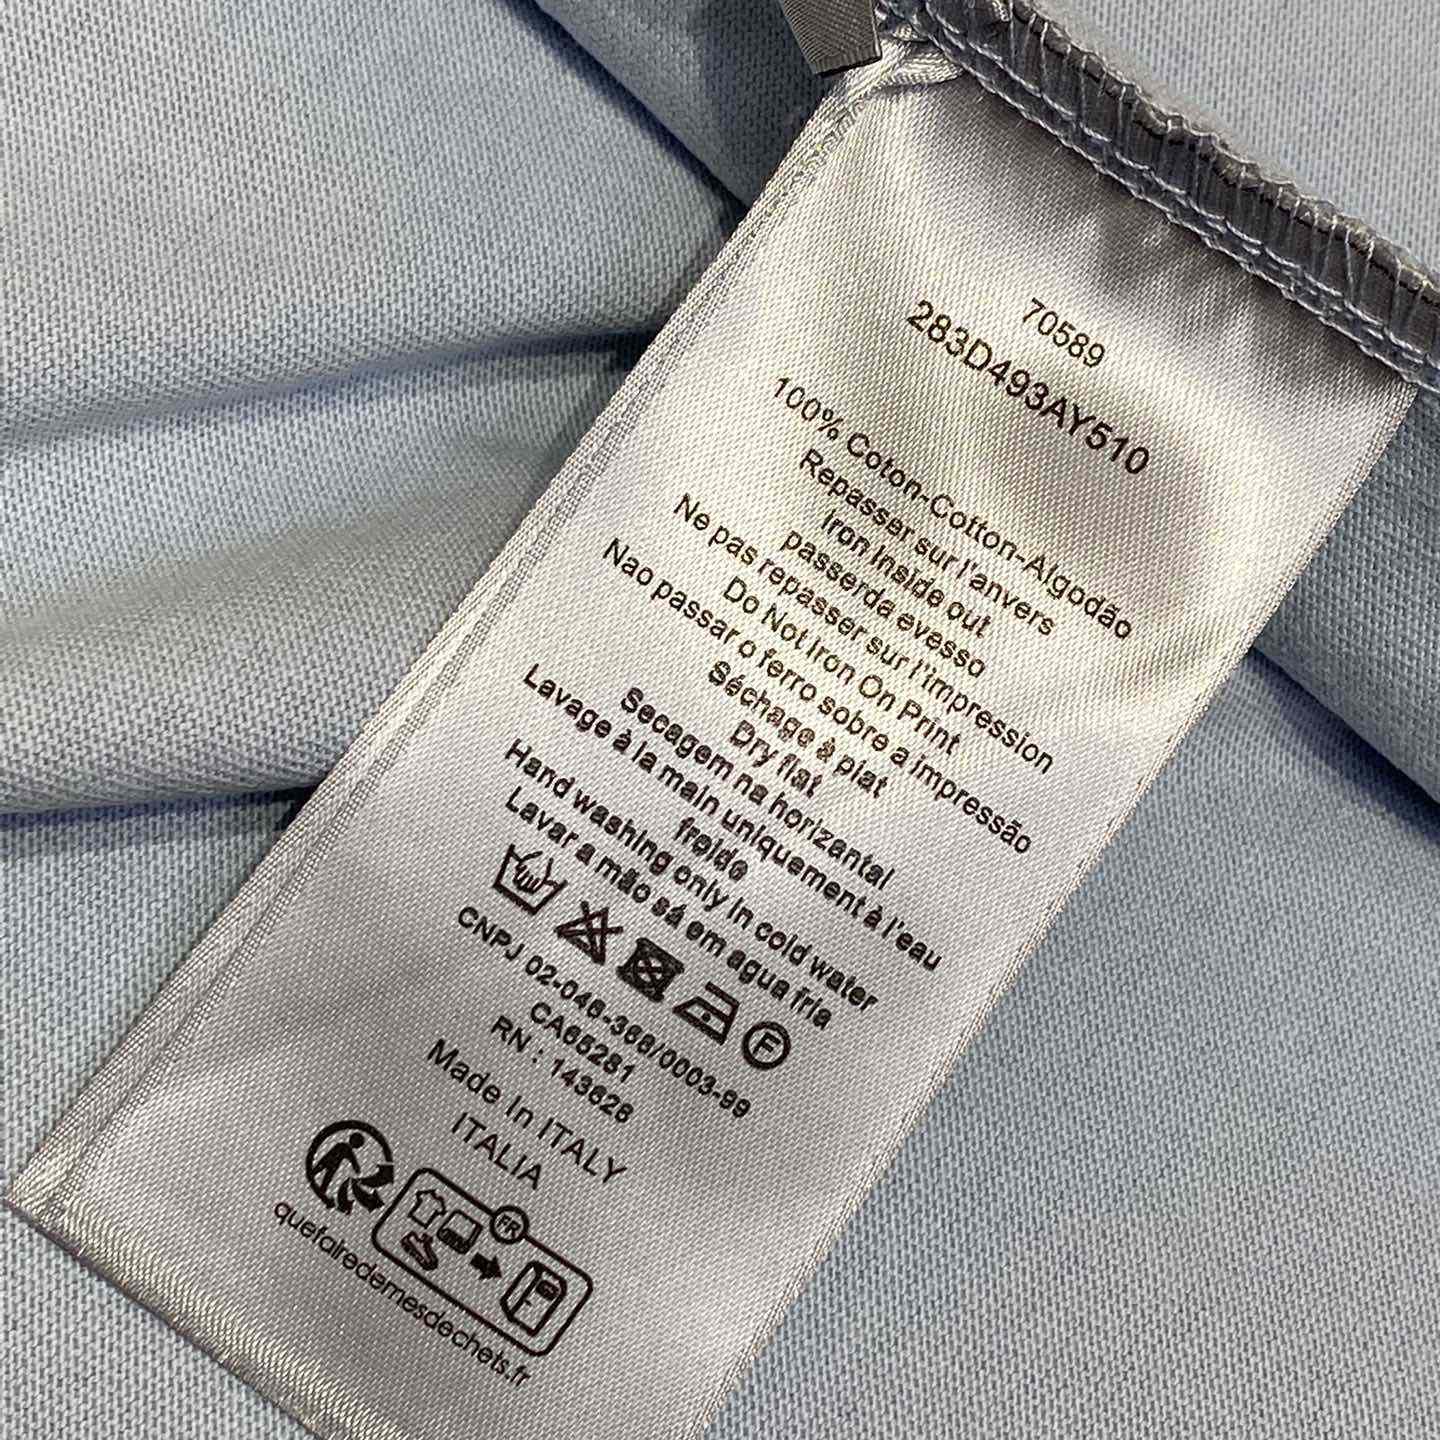 70589
283D493AY510
100% Coton-Cotton-Algodão
Repasser sur l'anvers
Iron Inside out
passerda evesso
Ne pas repasser sur l'impression
Do Not Iron On Print
Nao passar o ferro sobre a impressão
Séchage à plat
Dry flat
Secagem na horizantal
Lavage à la main uniquement à l'eau
froide
Hand washing only in cold water
Lavar a mão sá em agua fria
F
CNPJ 02-046-368/0003-99
CA65281
RN : 143628
Made In ITALY
ITALIA
FR
quefairedemesdechets.fr